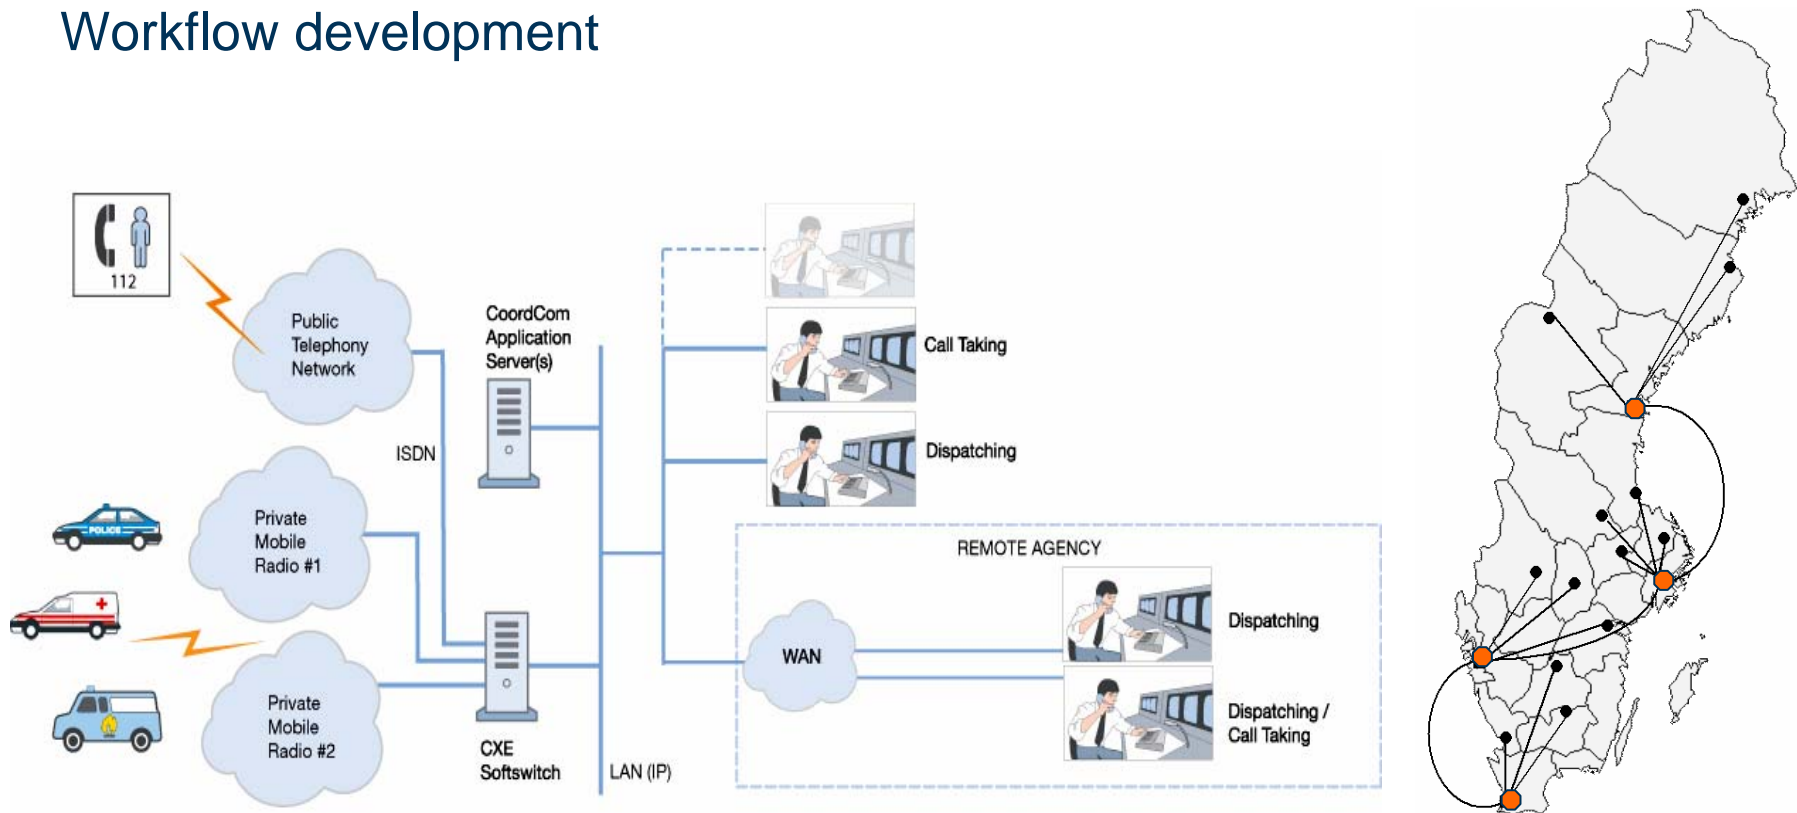 Workflow development
112
Public
Telephony
Network
CoordCom
Application
Server(s)
Call Taking
ISDN
Dispatching
POLICE
Private
Mobile
Radio #1
REMOTE AGENCY
WAN
Dispatching
Private
Mobile
Radio #2
Dispatching /
Call Taking
CXE
Softswitch
LAN (IP)